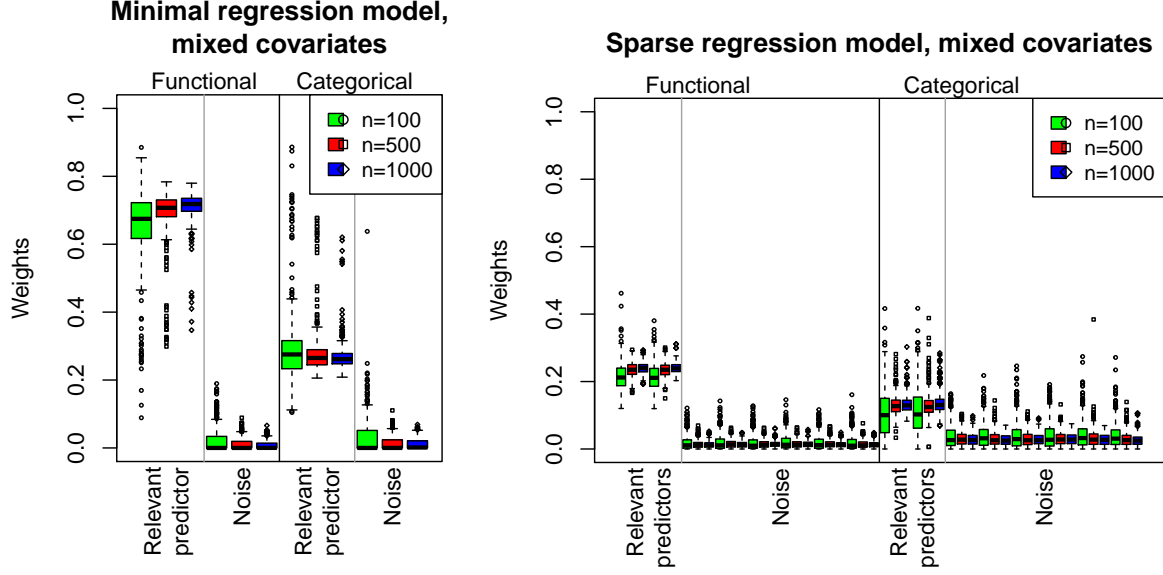 Minimal regression model,
mixed covariates
Functional Categorical
n=100
n=500
n=1000
Weights
0.0 0.2 0.4 0.6 0.8 1.0
Relevant
predictor
Noise
Relevant
predictor
Noise
Sparse regression model, mixed covariates
Functional Categorical
n=100
n=500
n=1000
Weights
0.0 0.2 0.4 0.6 0.8 1.0
Relevant
predictors
Noise
Relevant
predictors
Noise